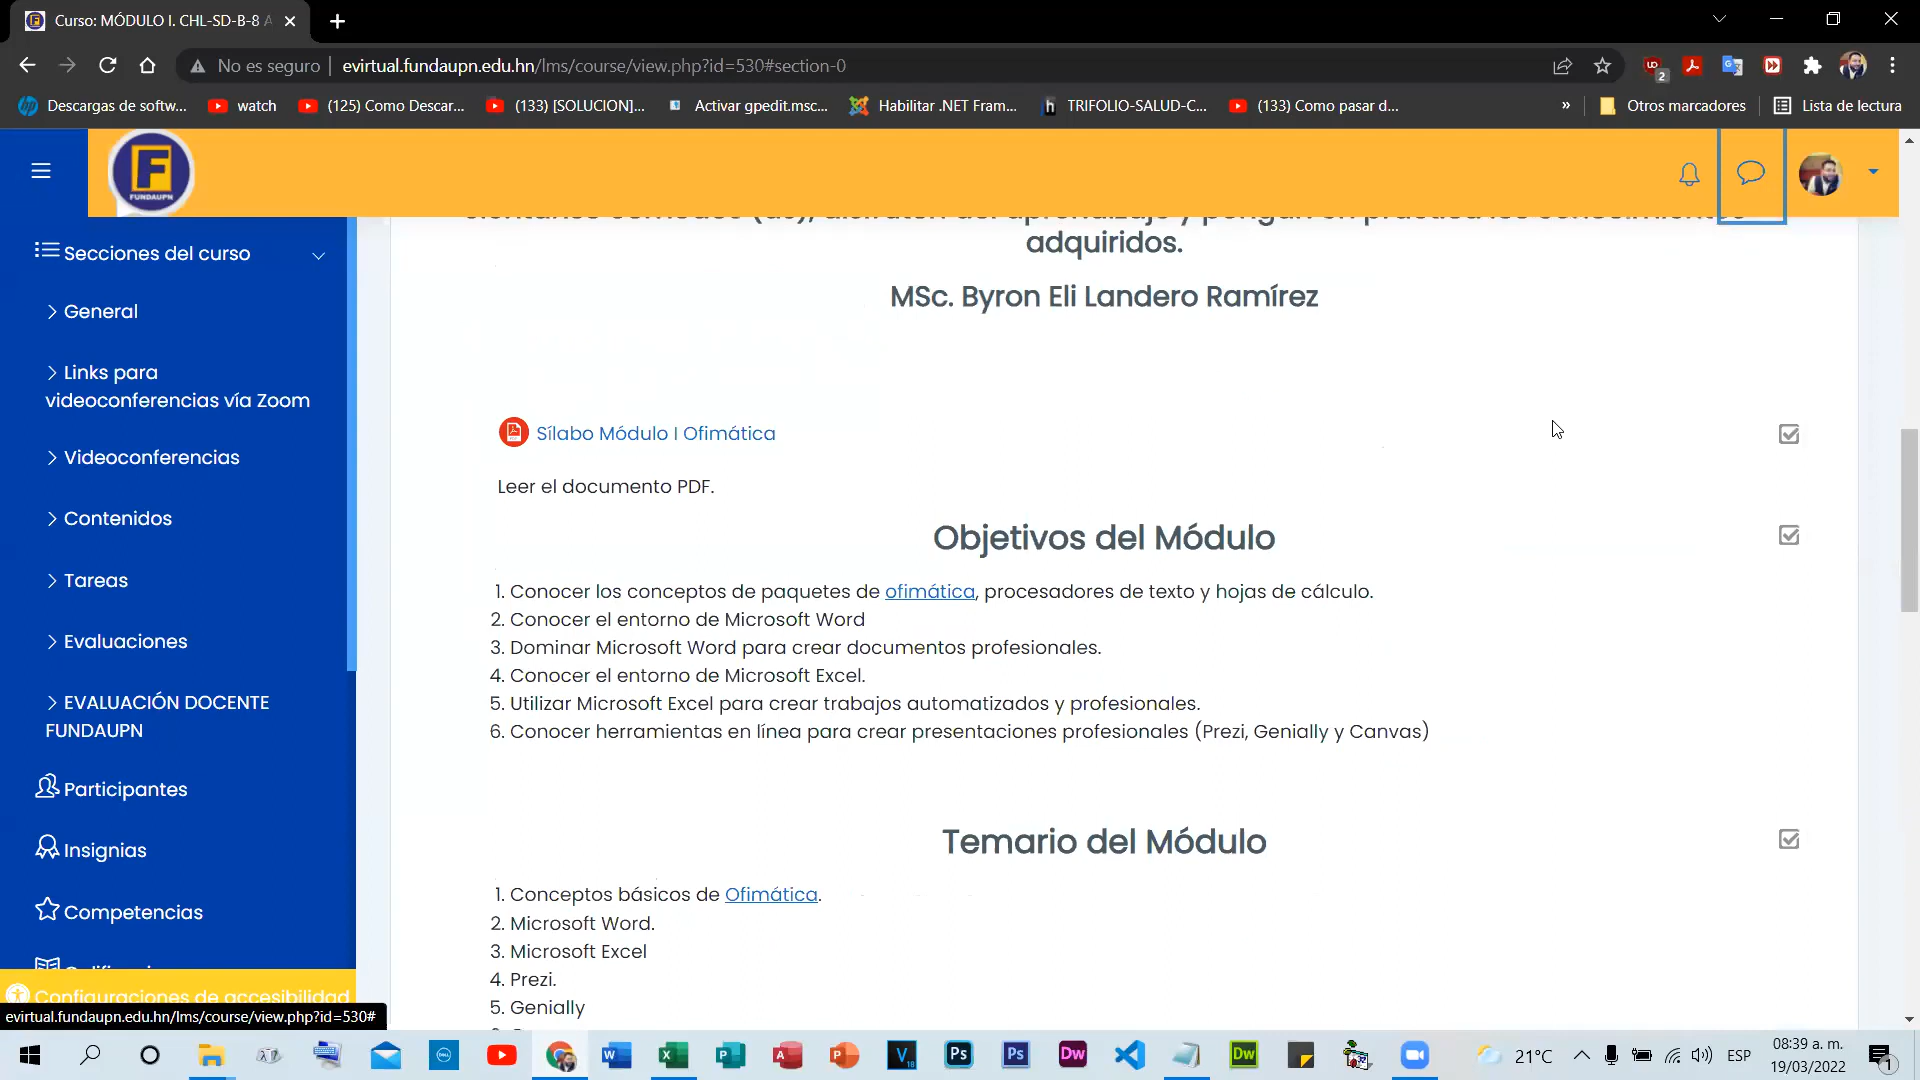 Curso: MÓDULO I. CHL-SD-B-8 A
No es seguro
evirtual.fundaupn.edu.hn/lms/course/view.php?id=530#section-0
2
Descargas de softw...
watch
(125) Como Descar...
(133) [SOLUCION]...
Activar gpedit.msc...
Habilitar .NET Fram...
TRIFOLIO-SALUD-C...
(133) Como pasar d...
»
Otros marcadores
Lista de lectura
FUNDAUPN
Secciones del curso
General
Links para
videoconferencias vía Zoom
Videoconferencias
Contenidos
Tareas
Evaluaciones
EVALUACIÓN DOCENTE
FUNDAUPN
Participantes
Insignias
Competencias
Configuraciones de accesibilidad
evirtual.fundaupn.edu.hn/lms/course/view.php?id=530#
adquiridos.
MSc. Byron Eli Landero Ramírez
Sílabo Módulo I Ofimática
Leer el documento PDF.
Objetivos del Módulo
1. Conocer los conceptos de paquetes de ofimática, procesadores de texto y hojas de cálculo.
2. Conocer el entorno de Microsoft Word
3. Dominar Microsoft Word para crear documentos profesionales.
4. Conocer el entorno de Microsoft Excel.
5. Utilizar Microsoft Excel para crear trabajos automatizados y profesionales.
6. Conocer herramientas en línea para crear presentaciones profesionales (Prezi, Genially y Canvas)
Temario del Módulo
1. Conceptos básicos de Ofimática.
2. Microsoft Word.
3. Microsoft Excel
4. Prezi.
5. Genially
21°C
ESP
08:39 a. m.
19/03/2022
1